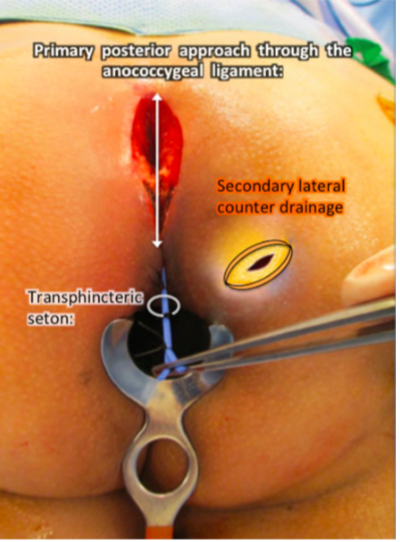 Primary posterior approach through the
anococcygeal ligament:
Secondary lateral
counter drainage
Transphincteric
seton: